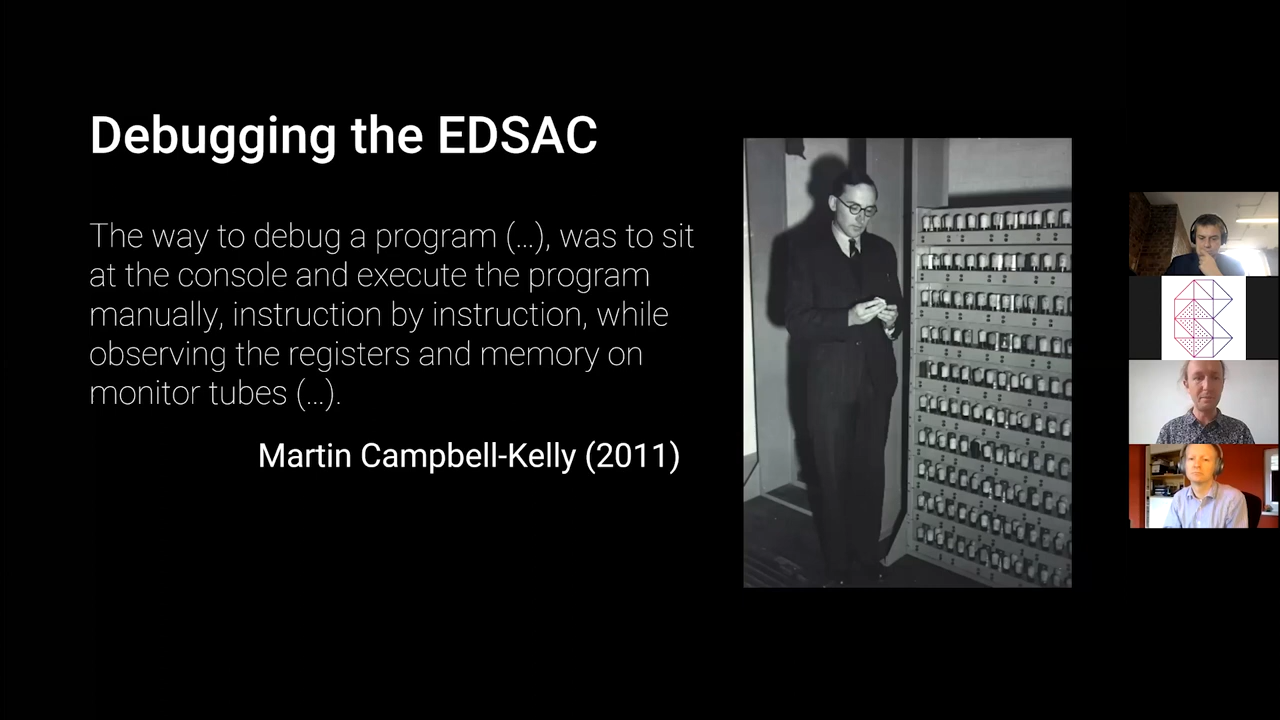 Debugging the EDSAC
The way to debug a program (...), was to sit
at the console and execute the program
manually, instruction by instruction, while
observing the registers and memory on
monitor tubes (...).
Martin Campbell-Kelly (2011)